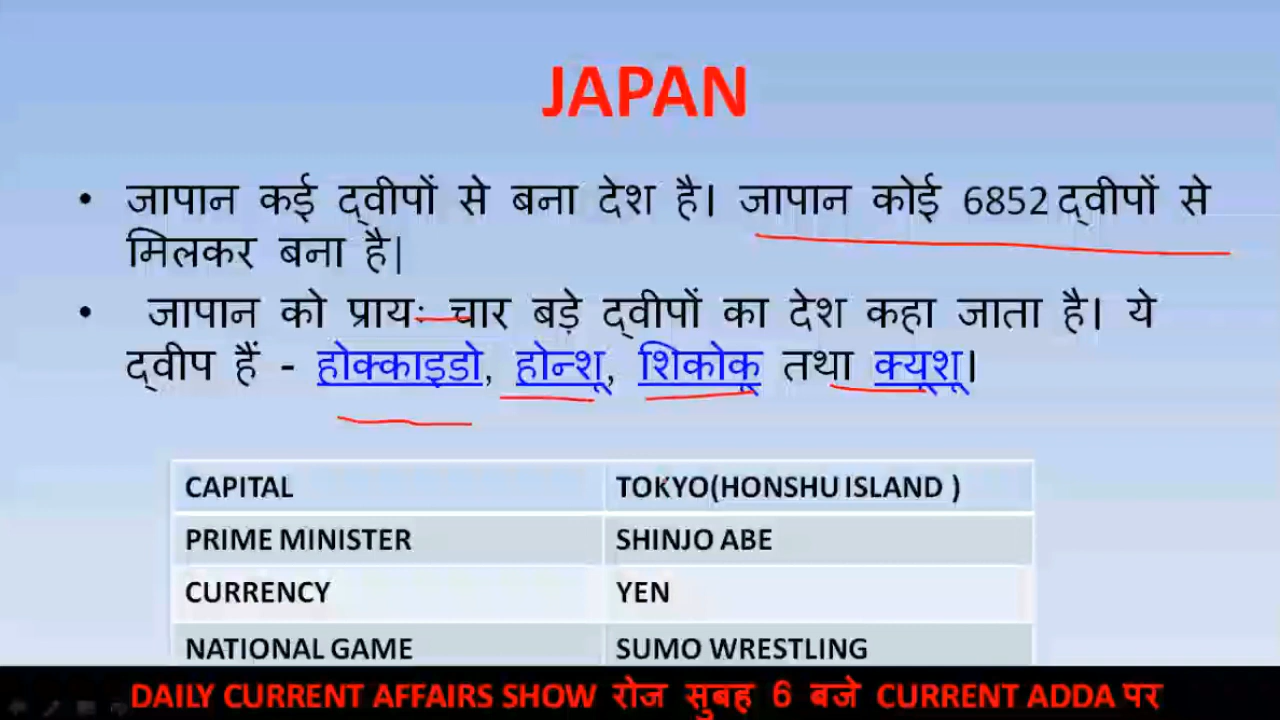 JAPAN
• जापान कई द्वीपों से बना देश है। जापान कोई 6852 द्वीपों से
मिलकर बना है|
• जापान को प्रायः चार बड़े द्वीपों का देश कहा जाता है। ये
द्वीप हैं - होक्काइडो, होन्शू, शिकोकू तथा क्यूशू।
CAPITAL TOKYO(HONSHU ISLAND )
PRIME MINISTER SHINJO ABE
CURRENCY YEN
NATIONAL GAME SUMO WRESTLING
DAILY CURRENT AFFAIRS SHOW रोज सुबह 6 बजे CURRENT ADDA पर